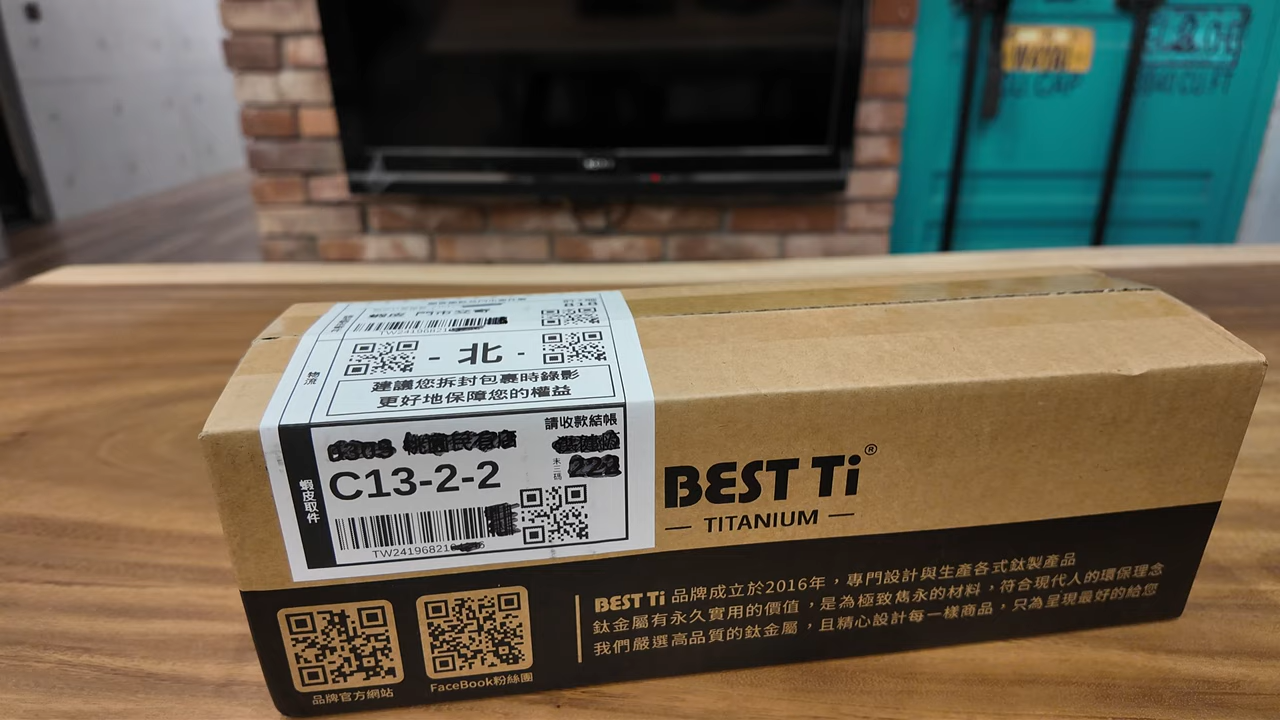 物流
- 北 -
建議您拆封包裹時錄影
更好地保障您的權益
請收款結帳
蝦皮取件
C13-2-2
末三碼
BEST Ti®
— TITANIUM —
品牌官方網站
FaceBook粉絲團
BEST Ti 品牌成立於2016年，專門設計與生產各式鈦製產品
鈦金屬有永久實用的價值，是為極致雋永的材料，符合現代人的環保理念
我們嚴選高品質的鈦金屬，且精心設計每一樣商品，只為呈現最好的給您